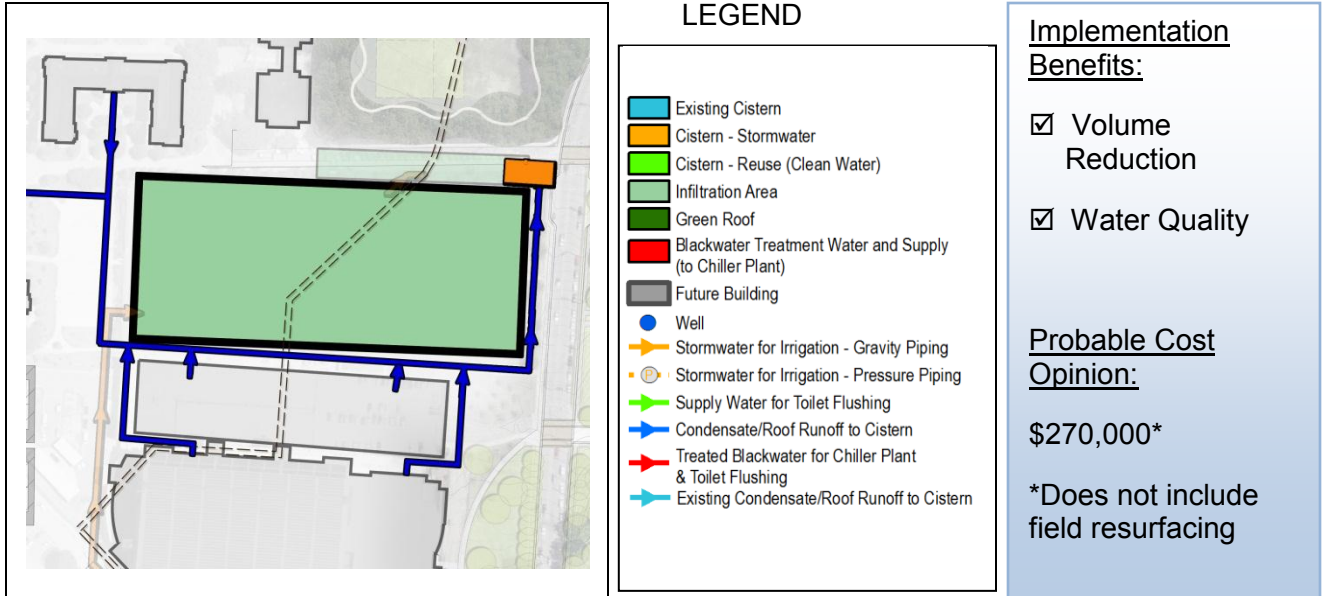 LEGEND
Existing Cistern
Cistern - Stormwater
Cistern - Reuse (Clean Water)
Infiltration Area
Green Roof
Blackwater Treatment Water and Supply
(to Chiller Plant)
Future Building
Well
Stormwater for Irrigation - Gravity Piping
P Stormwater for Irrigation - Pressure Piping
Supply Water for Toilet Flushing
Condensate/Roof Runoff to Cistern
Treated Blackwater for Chiller Plant
& Toilet Flushing
Existing Condensate/Roof Runoff to Cistern
Implementation
Benefits:
☑ Volume
Reduction
☑ Water Quality
Probable Cost
Opinion:
$270,000*
*Does not include
field resurfacing